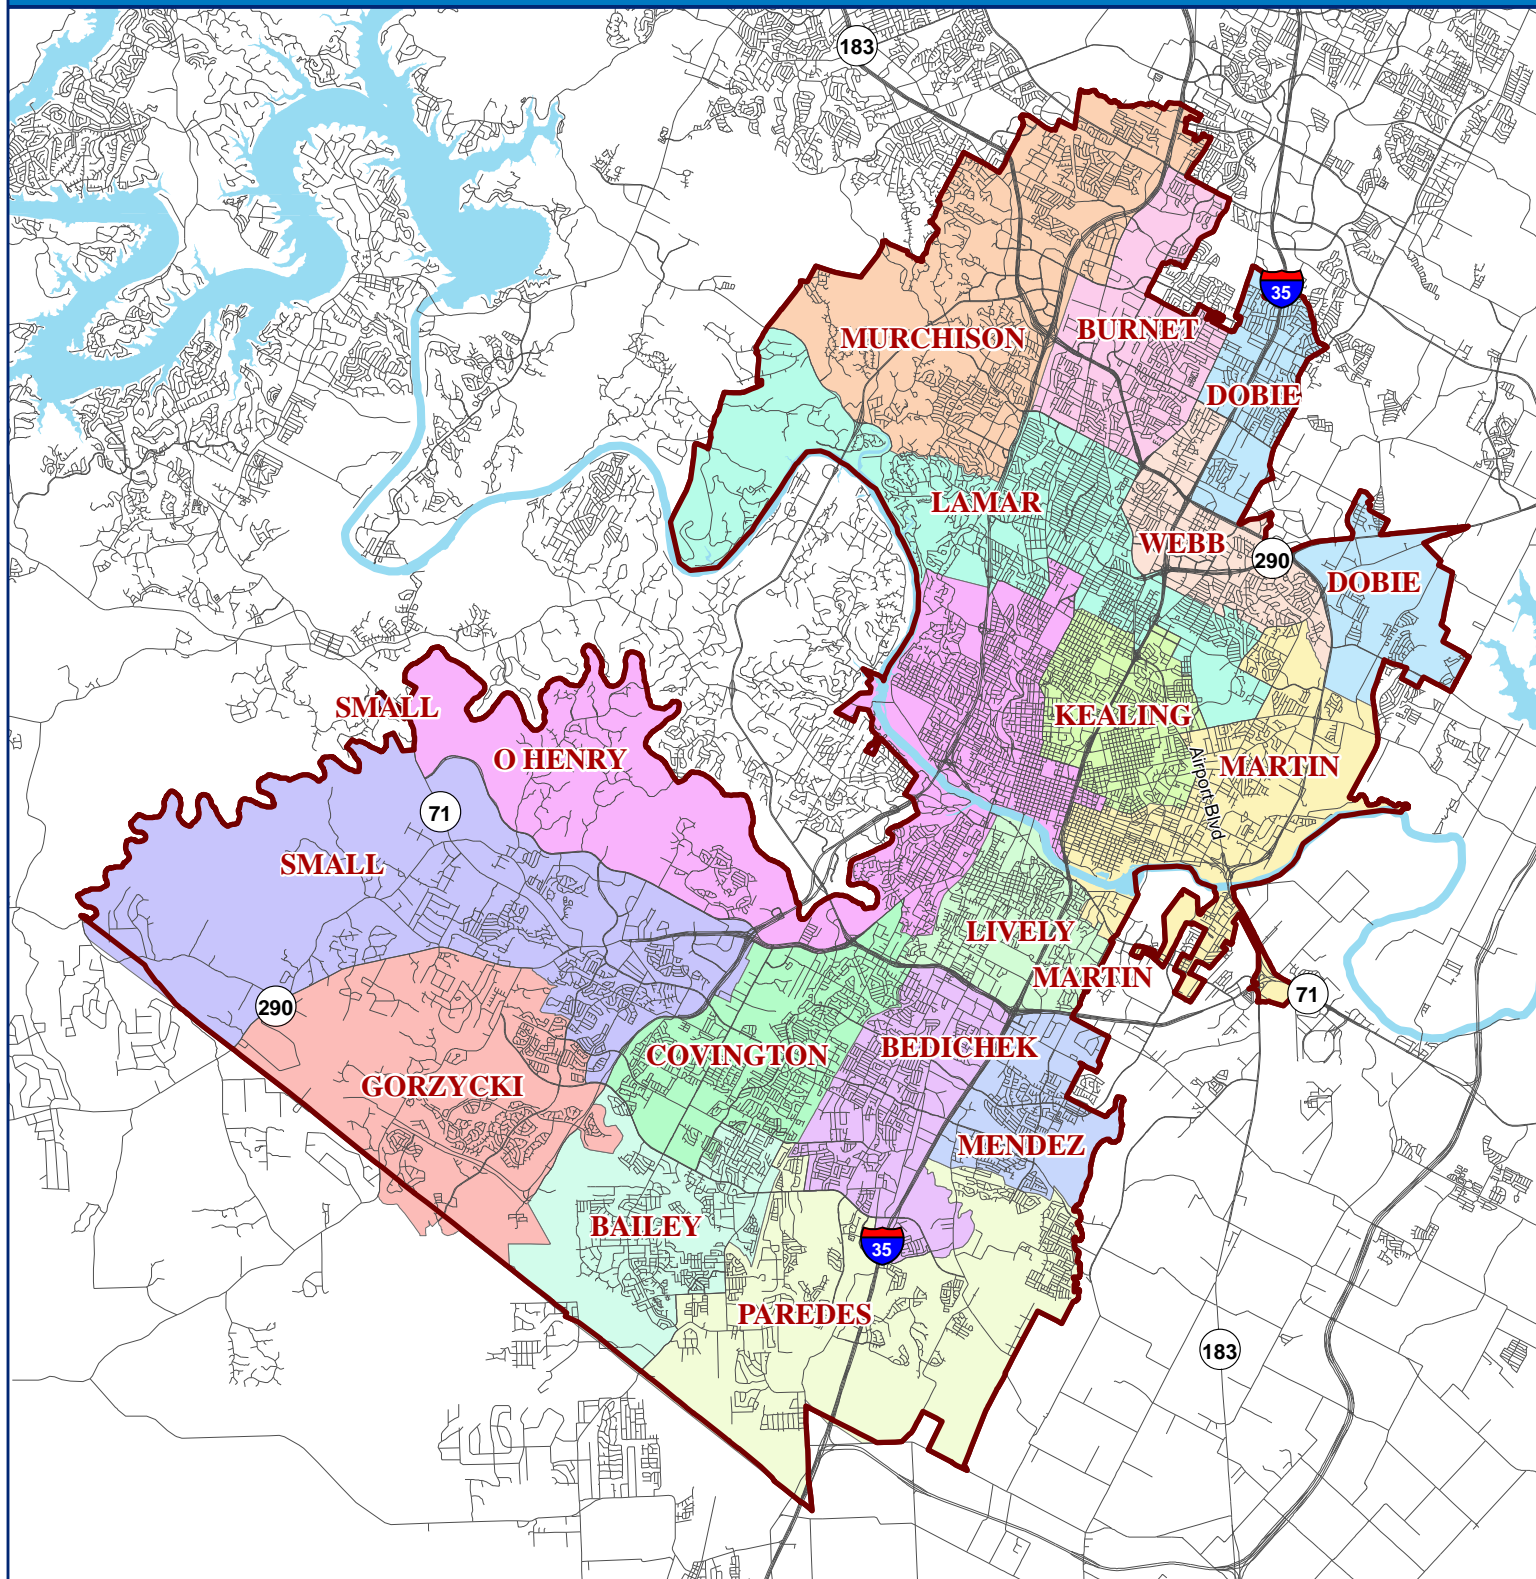 183
35
MURCHISON
BURNET
DOBIE
LAMAR
WEBB
290
DOBIE
SMALL
KEALING
O HENRY
MARTIN
Airport Blvd
71
SMALL
LIVELY
MARTIN
71
290
BEDICHEK
COVINGTON
GORZYCKI
MENDEZ
BAILEY
35
PAREDES
183